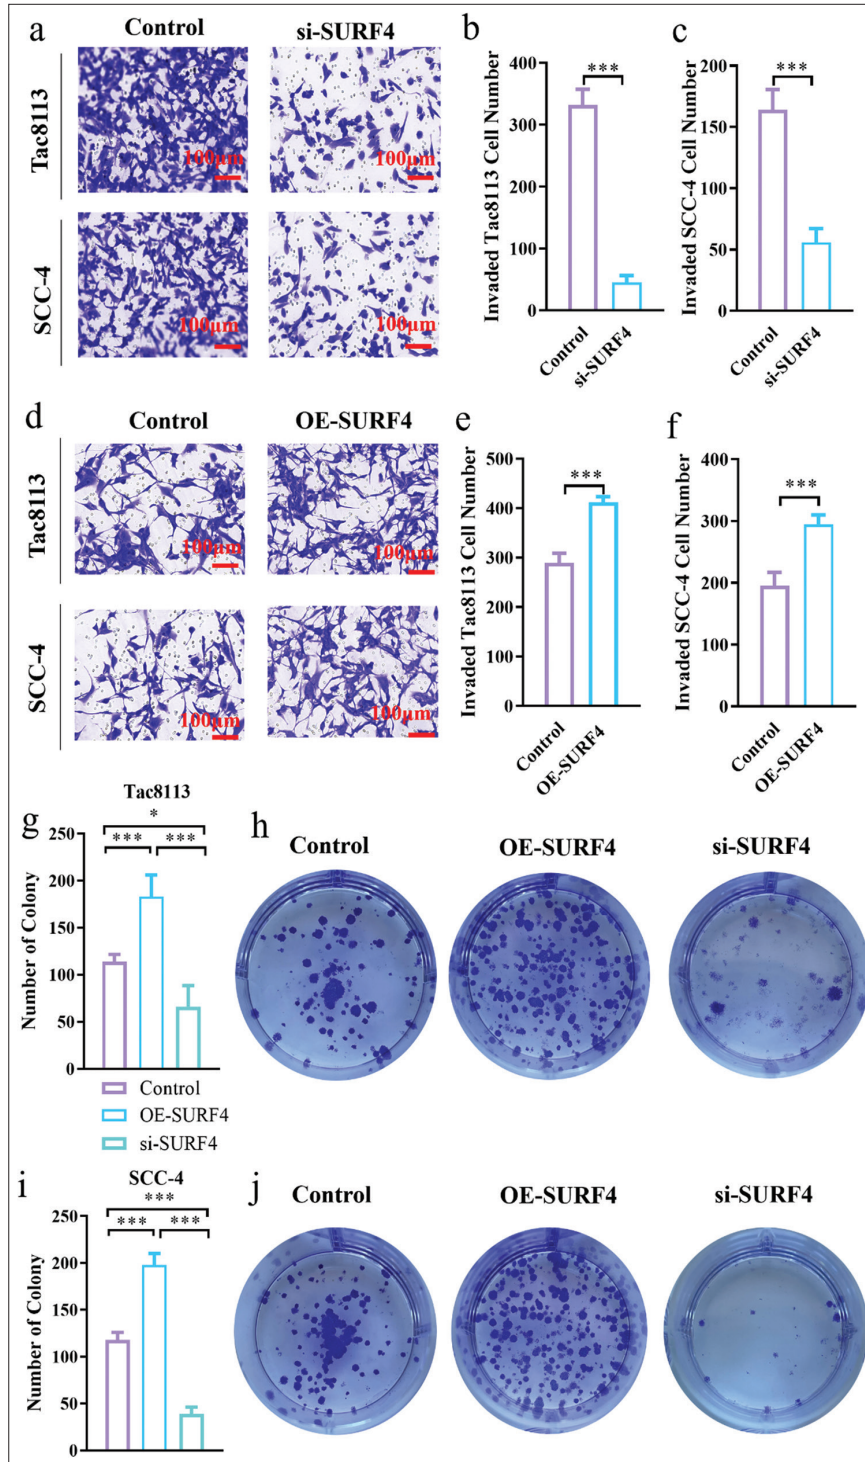 a
Control
si-SURF4
Tac8113
100μm
100μm
SCC-4
100μm
100μm
b
Invaded Tac8113 Cell Number
400
300
200
100
0
***
Control
si-SURF4
c
Invaded SCC-4 Cell Number
200
150
100
50
0
***
Control
si-SURF4
d
Control
OE-SURF4
Tac8113
100μm
100μm
SCC-4
100μm
100μm
e
Invaded Tac8113 Cell Number
500
400
300
200
100
0
***
Control
OE-SURF4
f
Invaded SCC-4 Cell Number
400
300
200
100
0
***
Control
OE-SURF4
g
Tac8113
Number of Colony
250
200
150
100
50
0
*
*** ***
Control
OE-SURF4
si-SURF4
h
Control
OE-SURF4
si-SURF4
i
SCC-4
Number of Colony
250
200
150
100
50
0
***
*** ***
j
Control
OE-SURF4
si-SURF4